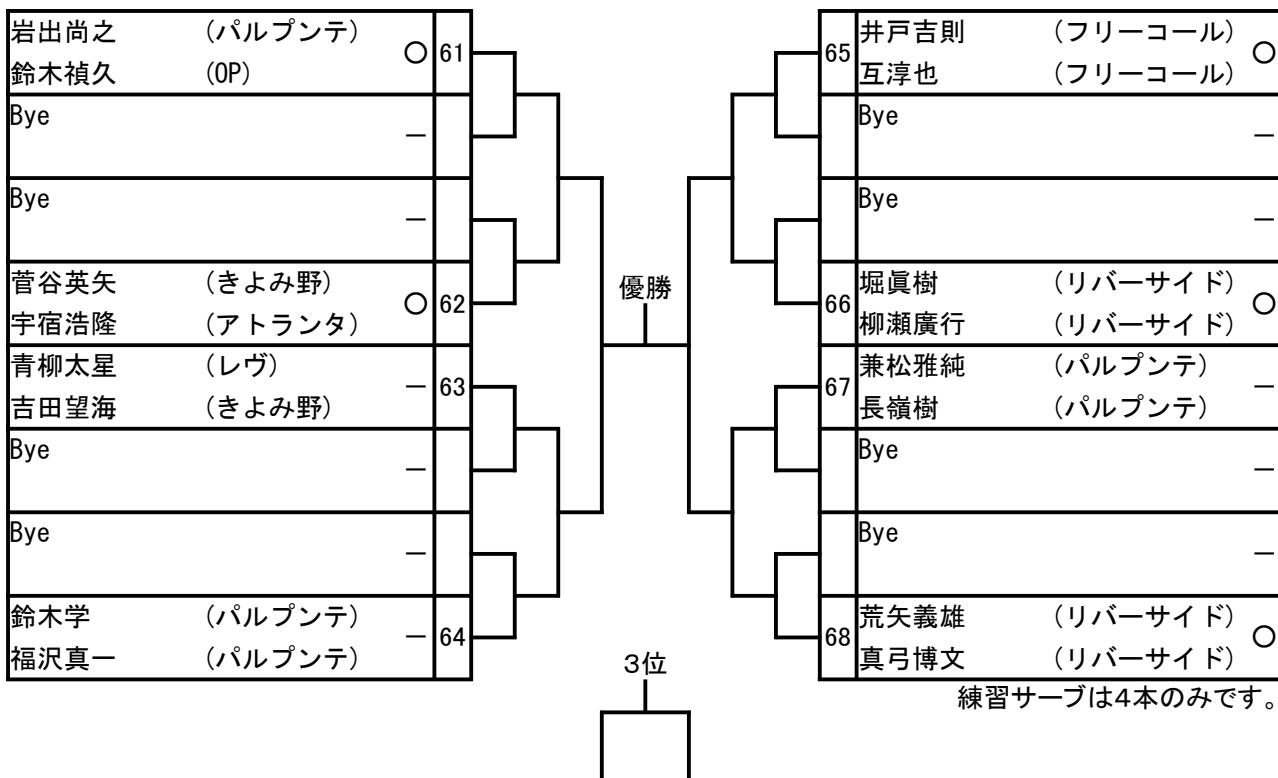 岩出尚之 (パルプンテ) ○ 61
鈴木禎久 (OP)
Bye －
Bye －
菅谷英矢 (きよみ野) ○ 62
宇宿浩隆 (アトランタ)
青柳太星 (レヴ) － 63
吉田望海 (きよみ野)
Bye －
Bye －
鈴木学 (パルプンテ) － 64
福沢真一 (パルプンテ)
優勝
3位
65 井戸吉則 (フリーコール) ○
互淳也 (フリーコール)
Bye －
Bye －
66 堀眞樹 (リバーサイド) ○
柳瀬廣行 (リバーサイド)
67 兼松雅純 (パルプンテ) －
長嶺樹 (パルプンテ)
Bye －
Bye －
68 荒矢義雄 (リバーサイド) ○
真弓博文 (リバーサイド)
練習サーブは4本のみです。